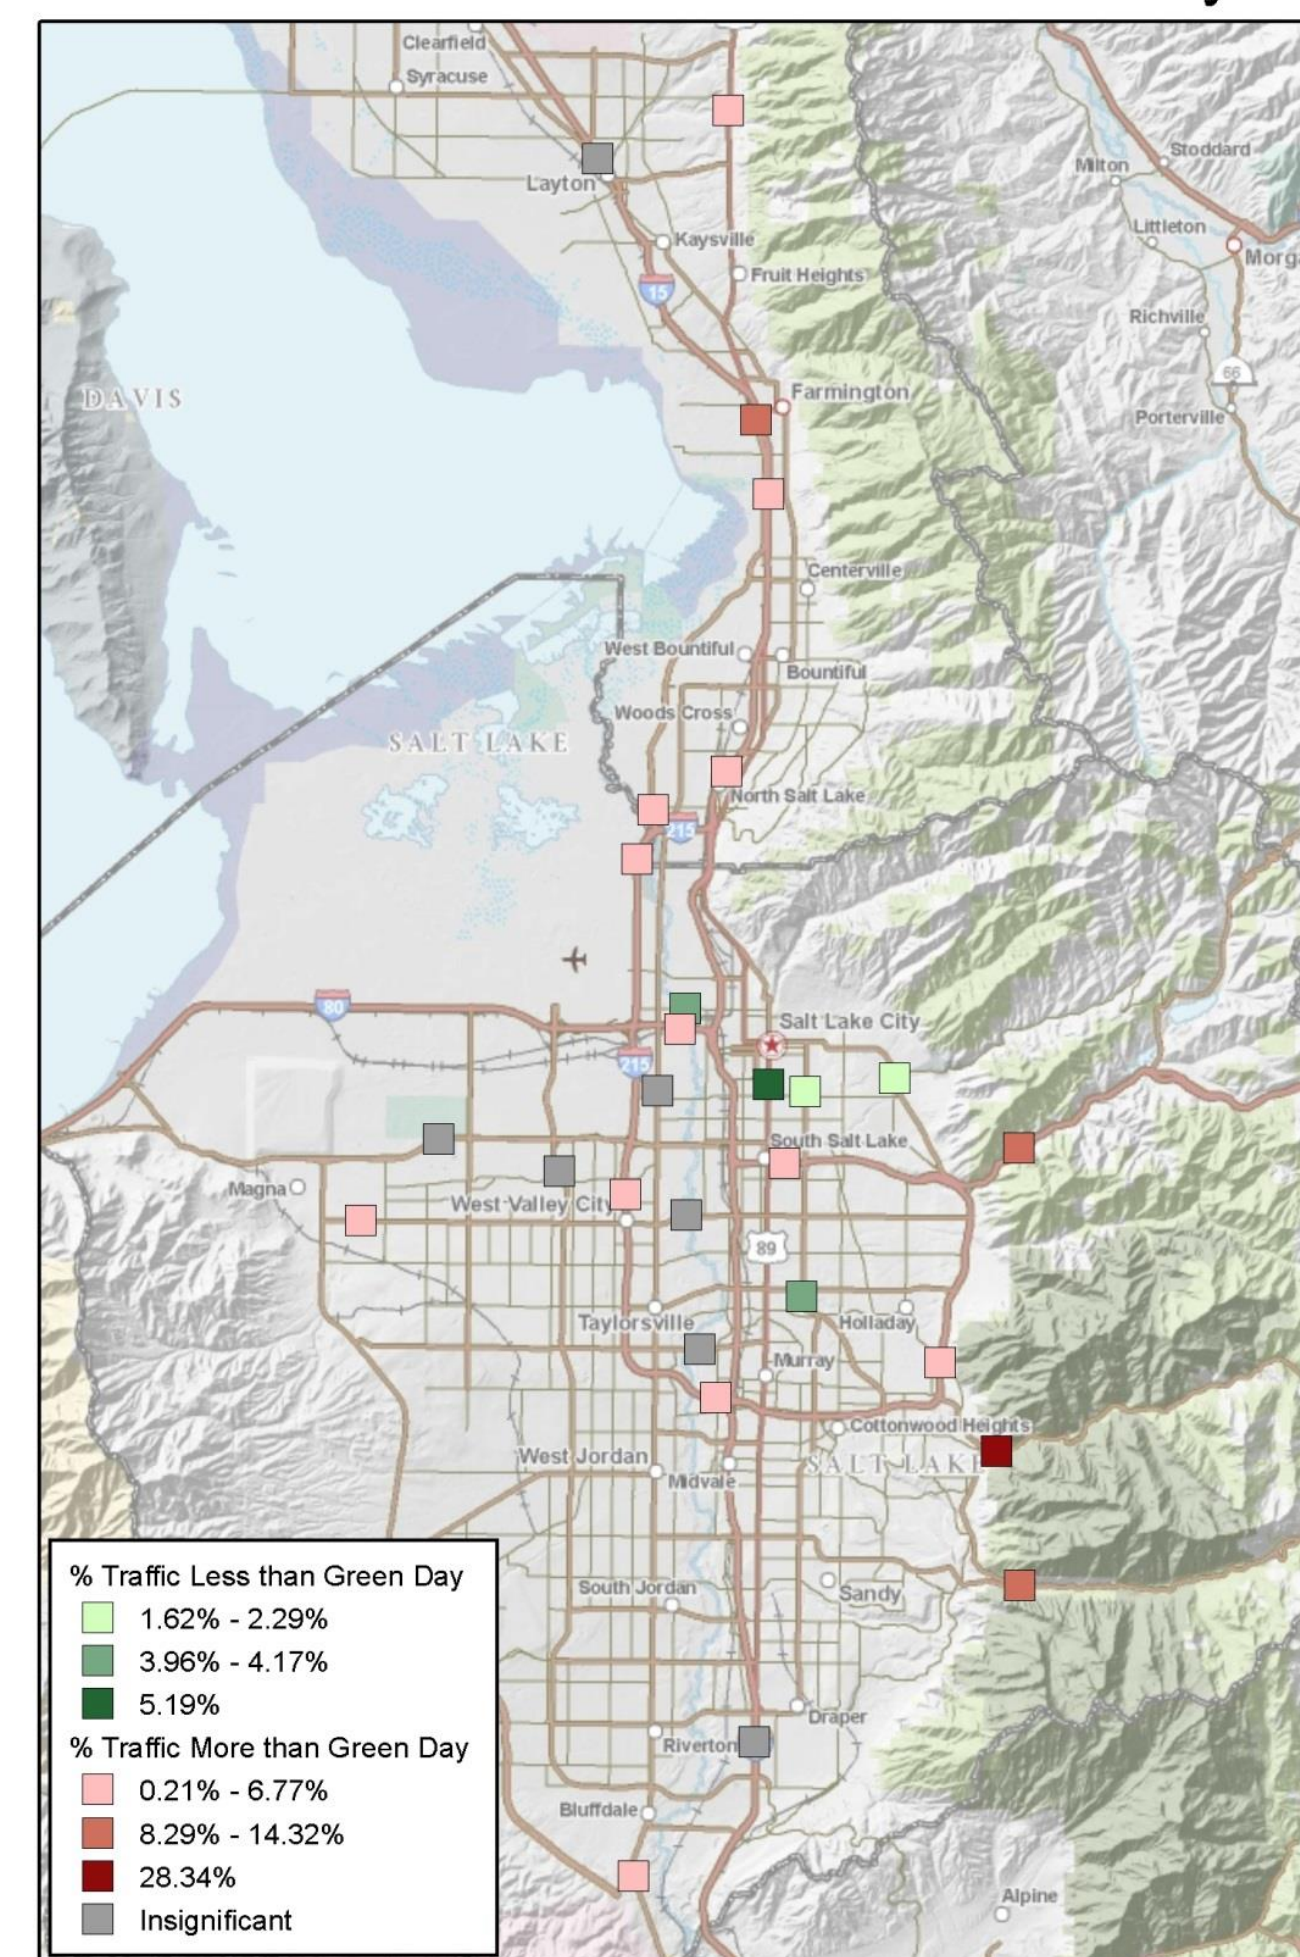 Clearfield
Syracuse
Stoddard
Milton
Layton
Littleton
Kaysville
Morga
Fruit Heights
15
Richville
66
DAVIS
Farmington
Porterville
Centerville
West Bountiful
Bountiful
Woods Cross
SALT LAKE
North Salt Lake
215
80
Salt Lake City
215
South Salt Lake
Magna
West Valley City
89
Taylorsville
Holladay
Murray
Cottonwood Heights
West Jordan
SALT LAKE
Midvale
South Jordan
Sandy
Draper
Riverton
Bluffdale
Alpine
% Traffic Less than Green Day
1.62% - 2.29%
3.96% - 4.17%
5.19%
% Traffic More than Green Day
0.21% - 6.77%
8.29% - 14.32%
28.34%
Insignificant